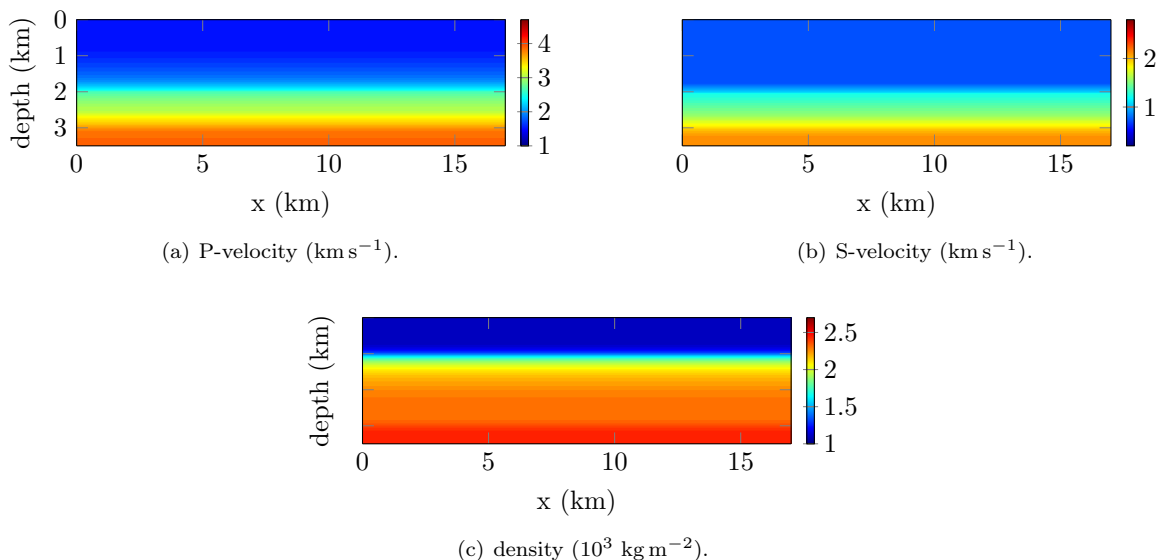 0
1
2
3
depth (km)
0 5 10 15
x (km)
4
3
2
1
(a) P-velocity (km s−1).
0 5 10 15
x (km)
2
1
(b) S-velocity (km s−1).
depth (km)
0 5 10 15
x (km)
2.5
2
1.5
1
(c) density (10³ kg m−2).